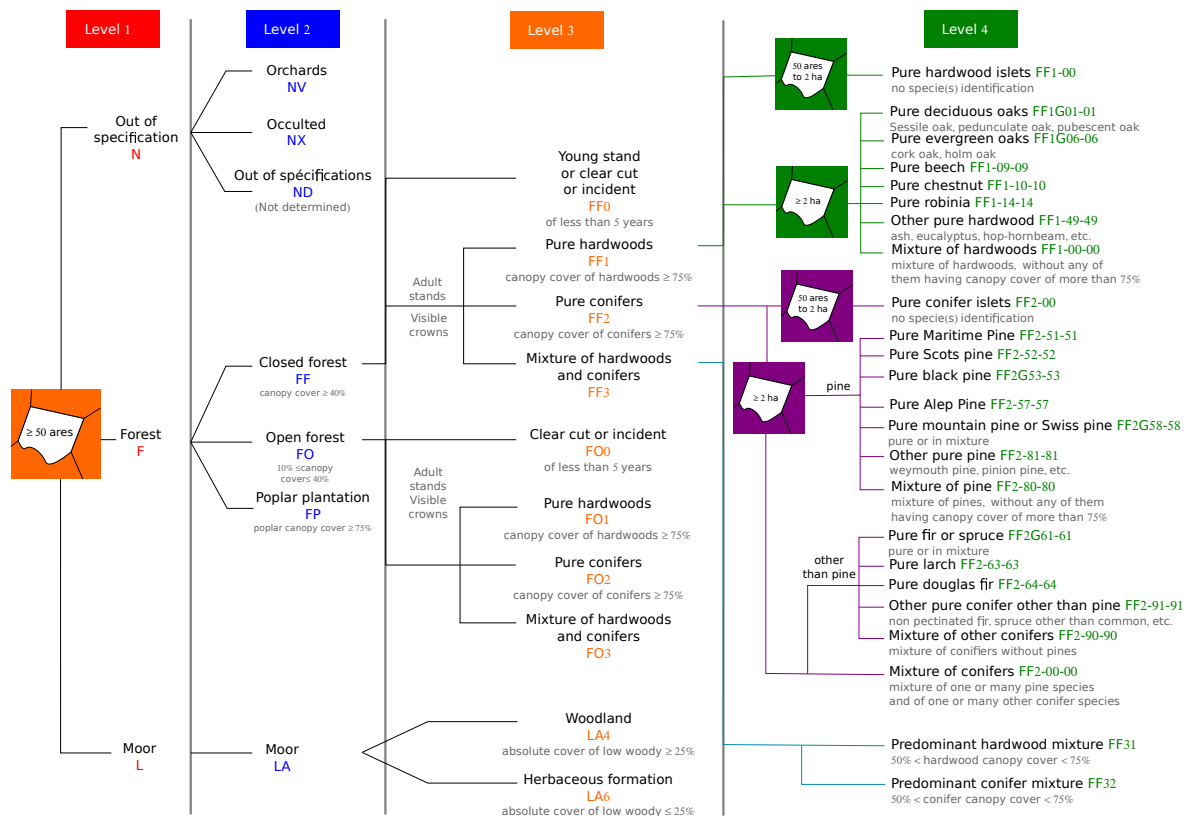 Level 1
Level 2
Level 3
Level 4
Out of
specification
N
≥ 50 ares
Forest
F
Moor
L
Orchards
NV
Occulted
NX
Out of spécifications
ND
(Not determined)
Closed forest
FF
canopy cover ≥ 40%
Open forest
FO
10% ≤canopy
cover≤ 40%
Poplar plantation
FP
poplar canopy cover ≥ 75%
Moor
LA
Young stand
or clear cut
or incident
FF0
of less than 5 years
Adult
stands
Visible
crowns
Pure hardwoods
FF1
canopy cover of hardwoods ≥ 75%
Pure conifers
FF2
canopy cover of conifers ≥ 75%
Mixture of hardwoods
and conifers
FF3
Clear cut or incident
FO0
of less than 5 years
Adult
stands
Visible
crowns
Pure hardwoods
FO1
canopy cover of hardwoods ≥ 75%
Pure conifers
FO2
canopy cover of conifers ≥ 75%
Mixture of hardwoods
and conifers
FO3
Woodland
LA4
absolute cover of low woody ≥ 25%
Herbaceous formation
LA6
absolute cover of low woody ≤ 25%
50 ares
to 2 ha
Pure hardwood islets FF1-00
no specie(s) identification
≥ 2 ha
Pure deciduous oaks FF1G01-01
Sessile oak, pedunculate oak, pubescent oak
Pure evergreen oaks FF1G06-06
cork oak, holm oak
Pure beech FF1-09-09
Pure chestnut FF1-10-10
Pure robinia FF1-14-14
Other pure hardwood FF1-49-49
ash, eucalyptus, hop-hornbeam, etc.
Mixture of hardwoods FF1-00-00
mixture of hardwoods, without any of
them having canopy cover of more than 75%
50 ares
to 2 ha
Pure conifer islets FF2-00
no specie(s) identification
≥ 2 ha
pine
Pure Maritime Pine FF2-51-51
Pure Scots pine FF2-52-52
Pure black pine FF2G53-53
Pure Alep Pine FF2-57-57
Pure mountain pine or Swiss pine FF2G58-58
pure or in mixture
Other pure pine FF2-81-81
weymouth pine, pinion pine, etc.
Mixture of pine FF2-80-80
mixture of pines, without any of them
having canopy cover of more than 75%
other
than pine
Pure fir or spruce FF2G61-61
pure or in mixture
Pure larch FF2-63-63
Pure douglas fir FF2-64-64
Other pure conifer other than pine FF2-91-91
non pectinated fir, spruce other than common, etc.
Mixture of other conifers FF2-90-90
mixture of conifiers without pines
Mixture of conifers FF2-00-00
mixture of one or many pine species
and of one or many other conifer species
Predominant hardwood mixture FF31
50% < hardwood canopy cover < 75%
Predominant conifer mixture FF32
50% < conifer canopy cover < 75%